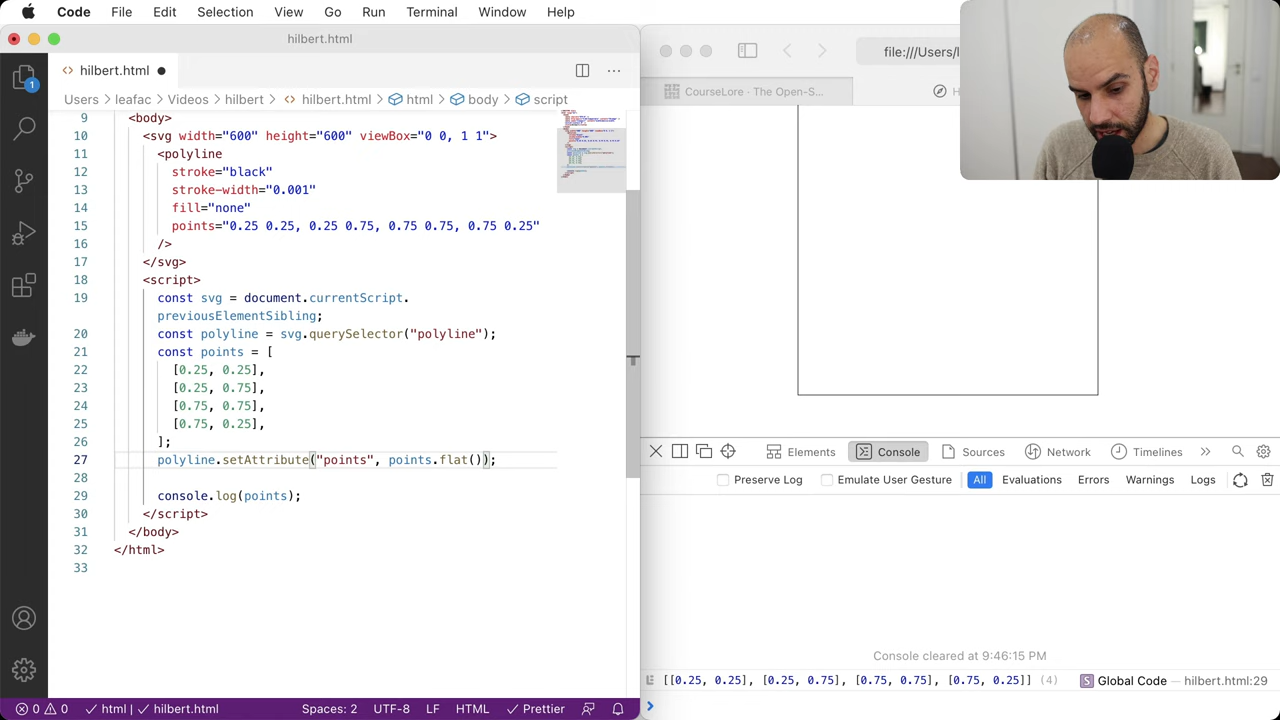 Code File Edit Selection View Go Run Terminal Window Help
hilbert.html
hilbert.html
Users leafac Videos hilbert hilbert.html html body script
9 <body>
10 <svg width="600" height="600" viewBox="0 0, 1 1">
11 <polyline
12 stroke="black"
13 stroke-width="0.001"
14 fill="none"
15 points="0.25 0.25, 0.25 0.75, 0.75 0.75, 0.75 0.25"
16 />
17 </svg>
18 <script>
19 const svg = document.currentScript.
previousElementSibling;
20 const polyline = svg.querySelector("polyline");
21 const points = [
22 [0.25, 0.25],
23 [0.25, 0.75],
24 [0.75, 0.75],
25 [0.75, 0.25],
26 ];
27 polyline.setAttribute("points", points.flat());
28
29 console.log(points);
30 </script>
31 </body>
32 </html>
33
1
0 0 html hilbert.html Spaces: 2 UTF-8 LF HTML Prettier
file:///Users/l
CourseLore · The Open-S...
Elements Console Sources Network Timelines
Preserve Log Emulate User Gesture All Evaluations Errors Warnings Logs
Console cleared at 9:46:15 PM
[[0.25, 0.25], [0.25, 0.75], [0.75, 0.75], [0.75, 0.25]] (4) S Global Code — hilbert.html:29